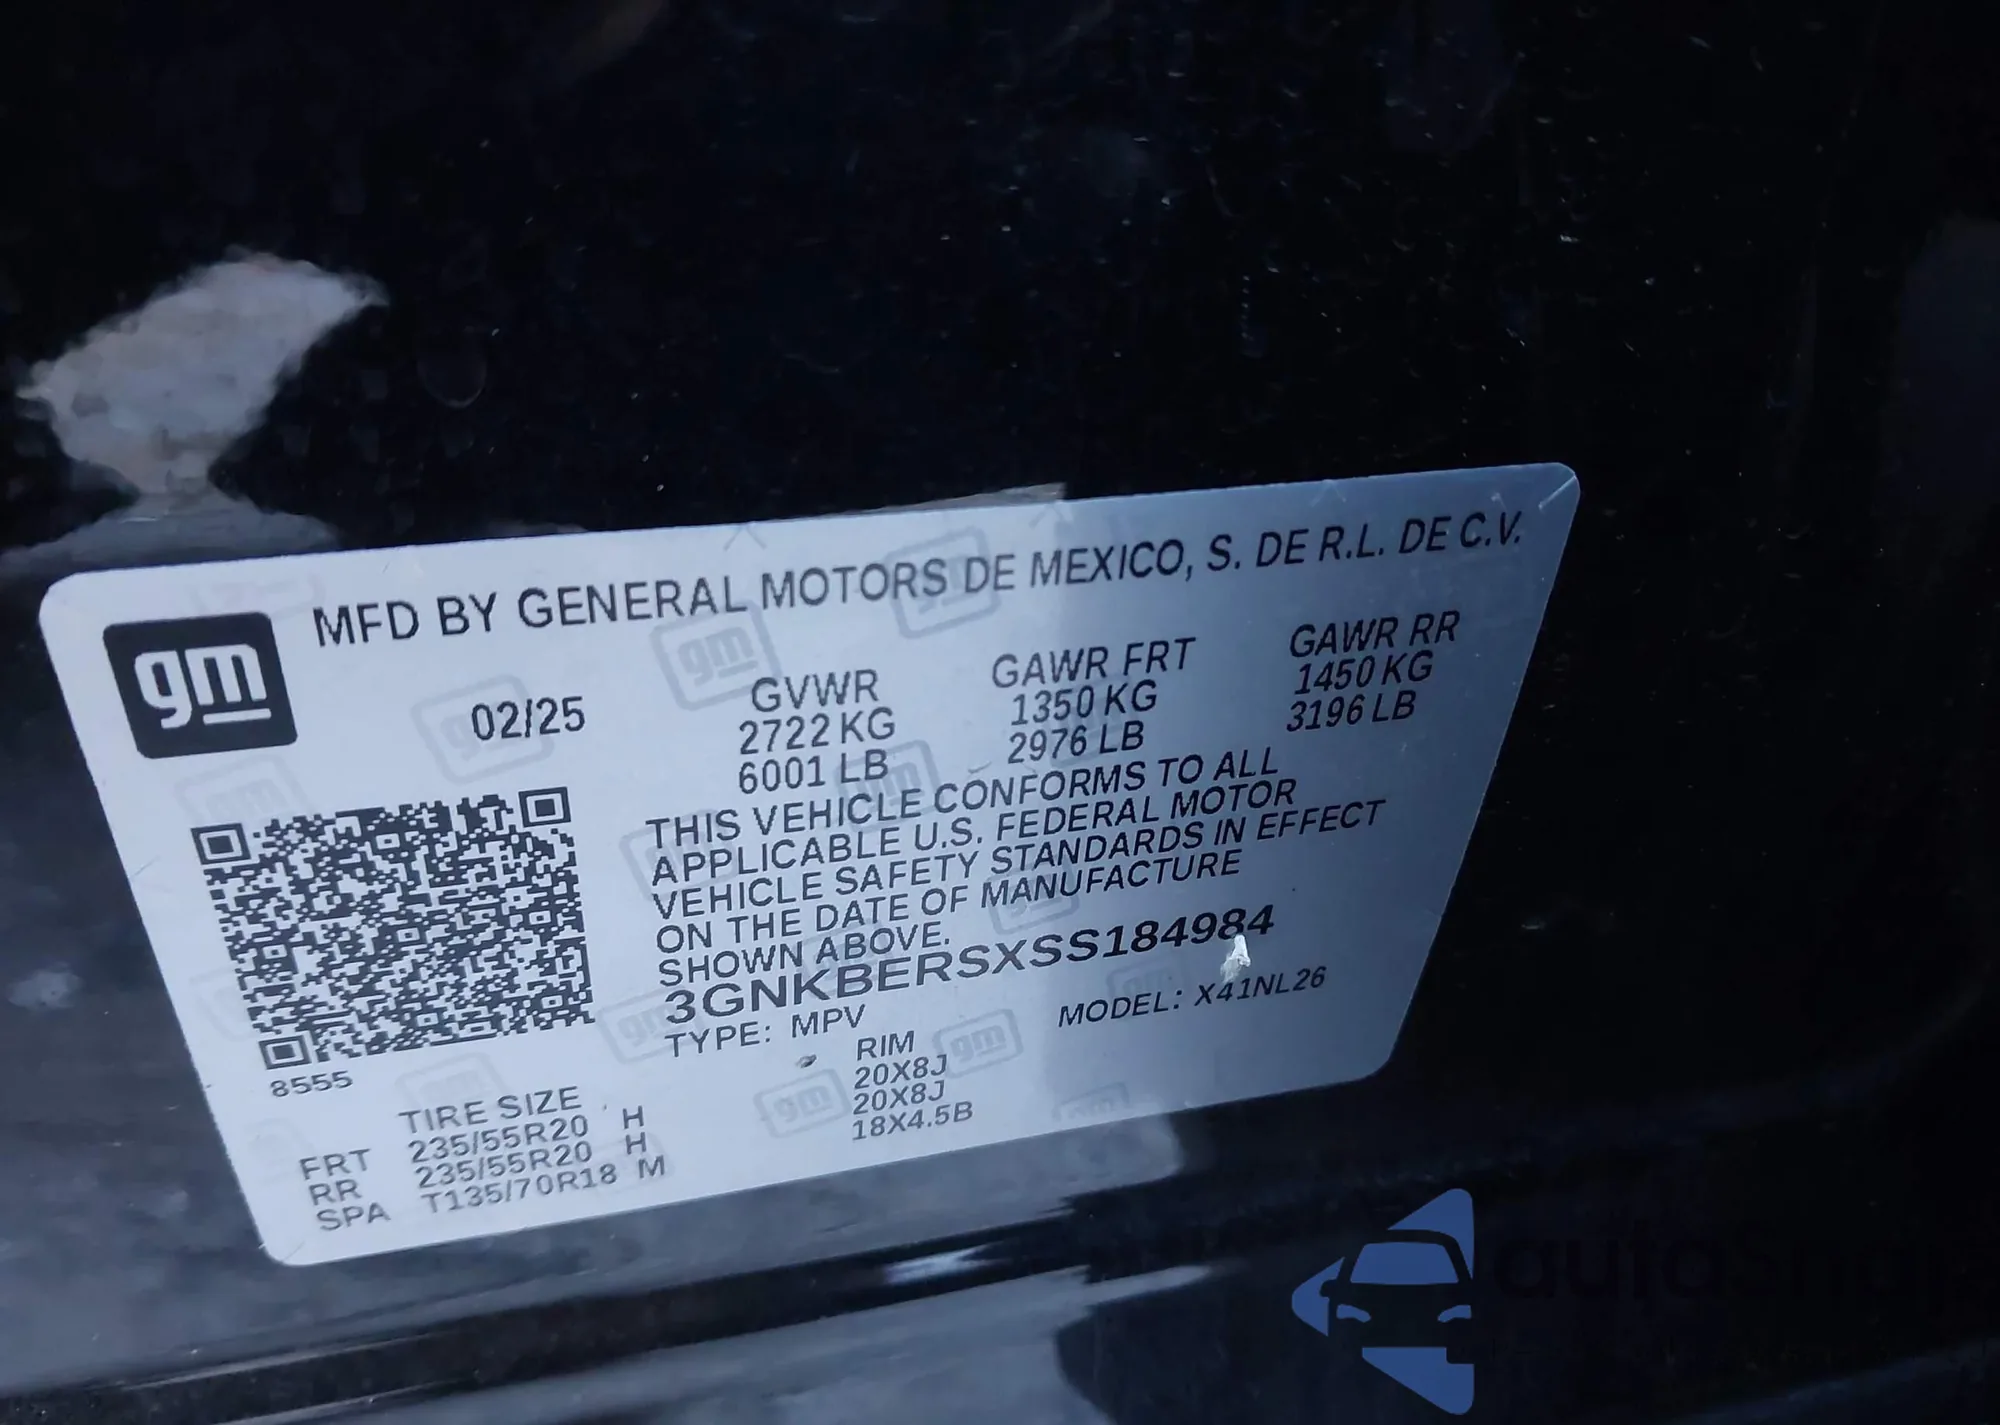 gm
MFD BY GENERAL MOTORS DE MEXICO, S. DE R.L. DE C.V.
02/25
GVWR
2722 KG
6001 LB
GAWR FRT
1350 KG
2976 LB
GAWR RR
1450 KG
3196 LB
THIS VEHICLE CONFORMS TO ALL
APPLICABLE U.S. FEDERAL MOTOR
VEHICLE SAFETY STANDARDS IN EFFECT
ON THE DATE OF MANUFACTURE
SHOWN ABOVE.
3GNKBERSXSS184984
TYPE: MPV MODEL: X41NL26
8555
TIRE SIZE RIM
FRT 235/55R20 H 20X8J
RR 235/55R20 H 20X8J
SPA T135/70R18 M 18X4.5B